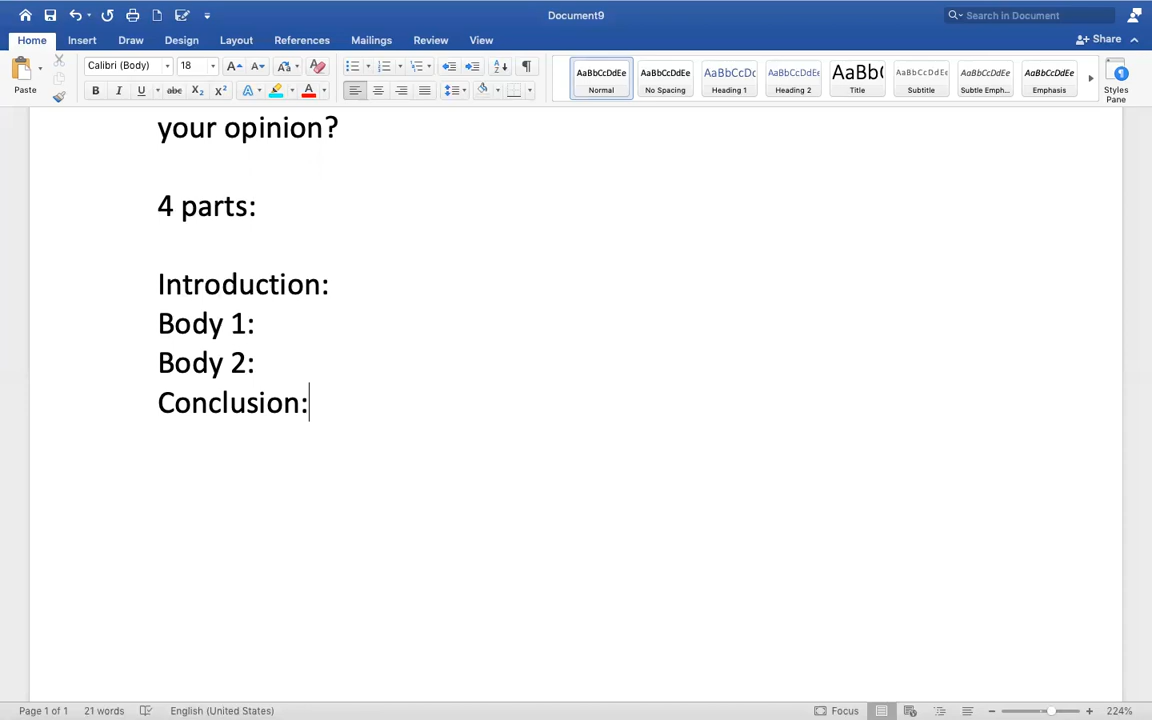 Document9
Search in Document
Home Insert Draw Design Layout References Mailings Review View
Share
Paste
Calibri (Body) 18
abc X₂ X²
AaBbCcDdEe AaBbCcDdEe AaBbCcDc AaBbCcDdEe AaBb( AaBbCcDdEe AaBbCcDdEe AaBbCcDdEe
Normal No Spacing Heading 1 Heading 2 Title Subtitle Subtle Emph... Emphasis
Styles
Pane
your opinion?
4 parts:
Introduction:
Body 1:
Body 2:
Conclusion:
Page 1 of 1 21 words English (United States) Focus 224%